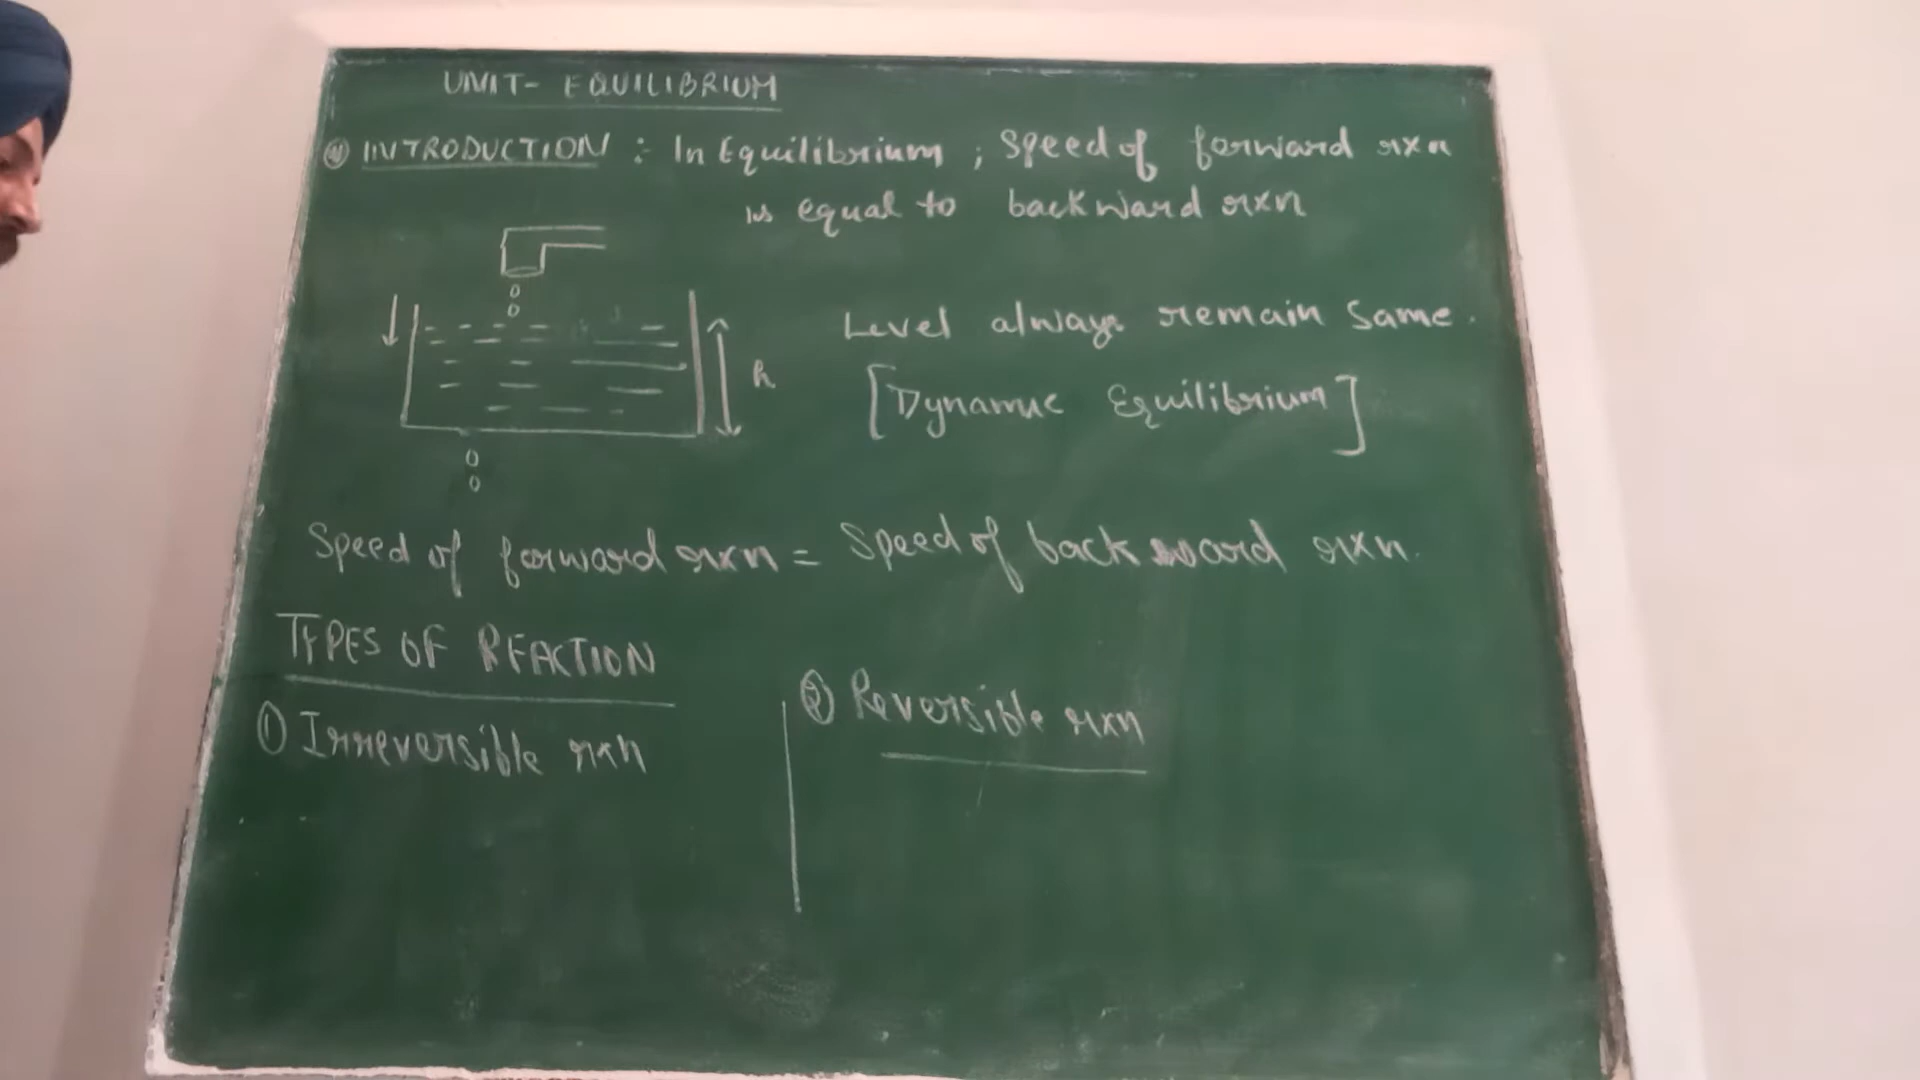 UNIT- EQUILIBRIUM
INTRODUCTION :- In Equilibrium ; Speed of forward rxn
is equal to backward rxn
Level always remain Same.
h
[Dynamic Equilibrium]
Speed of forward rxn = Speed of backward rxn.
TYPES OF REACTION
① Irreversible rxn
② Reversible rxn